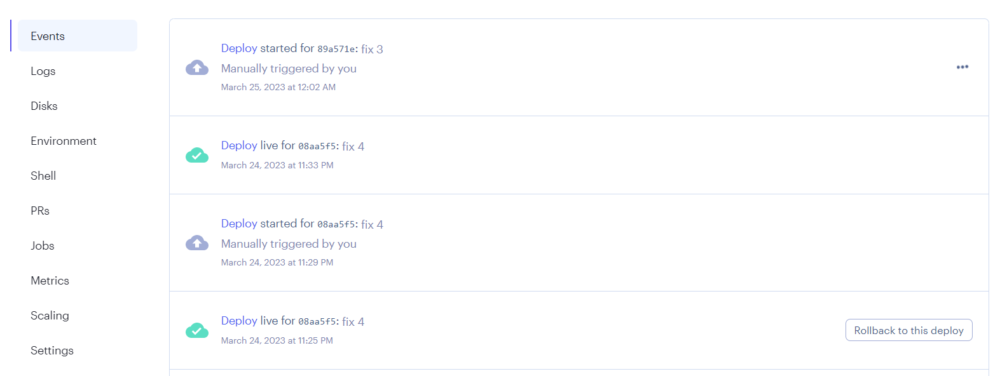 Events
Logs
Disks
Environment
Shell
PRs
Jobs
Metrics
Scaling
Settings
Deploy started for 89a571e: fix 3
Manually triggered by you
March 25, 2023 at 12:02 AM
Deploy live for 08aa5f5: fix 4
March 24, 2023 at 11:33 PM
Deploy started for 08aa5f5: fix 4
Manually triggered by you
March 24, 2023 at 11:29 PM
Deploy live for 08aa5f5: fix 4
March 24, 2023 at 11:25 PM
Rollback to this deploy